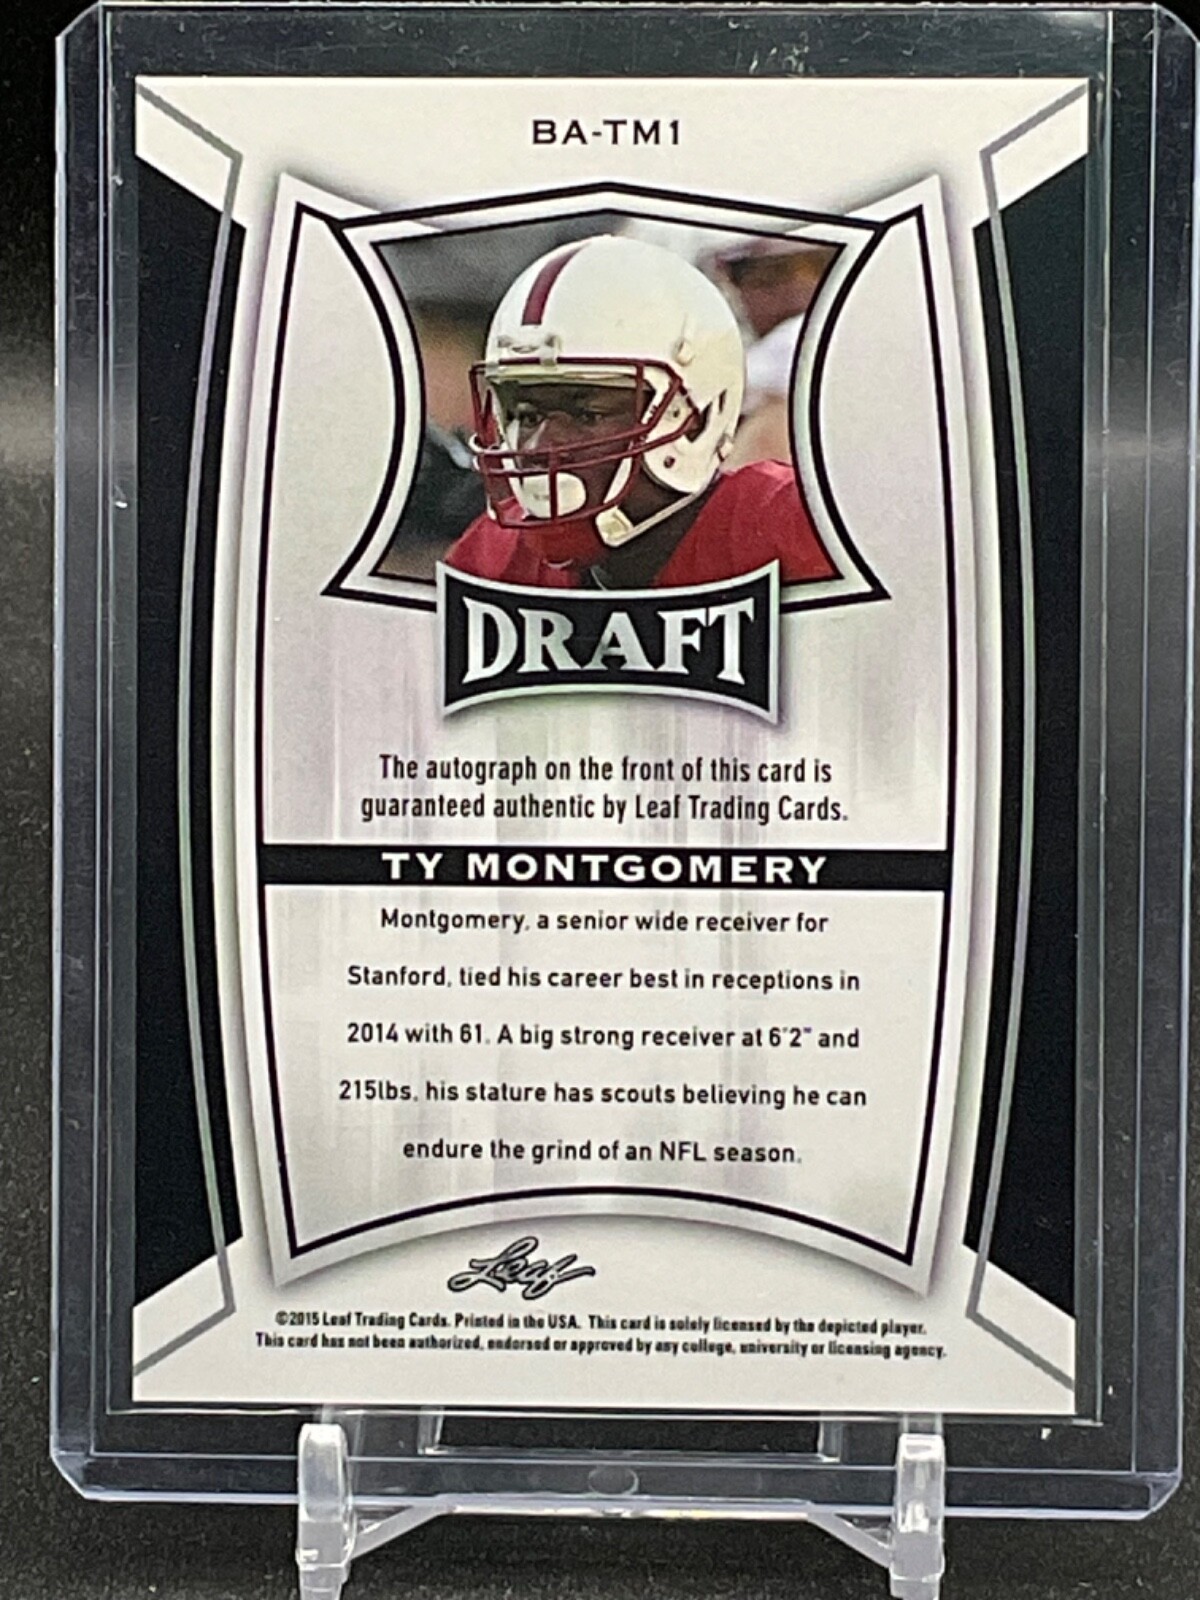 BA-TM1
DRAFT
The autograph on the front of this card is
guaranteed authentic by Leaf Trading Cards.
TY MONTGOMERY
Montgomery, a senior wide receiver for
Stanford, tied his career best in receptions in
2014 with 61. A big strong receiver at 6'2" and
215lbs, his stature has scouts believing he can
endure the grind of an NFL season.
Leaf
©2015 Leaf Trading Cards. Printed in the USA. This card is solely licensed by the depicted player.
This card has not been authorized, endorsed or approved by any college, university or licensing agency.